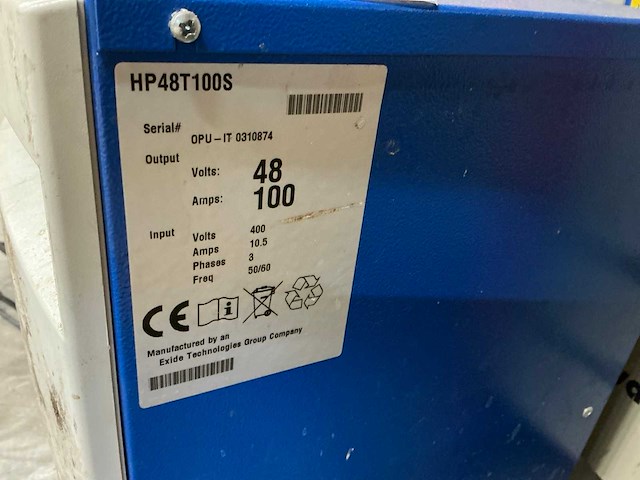 HP48T100S
Serial# OPU-IT 0310874
Output
Volts: 48
Amps: 100
Input
Volts 400
Amps 10.5
Phases 3
Freq 50/60
CE
Manufactured by an
Exide Technologies Group Company